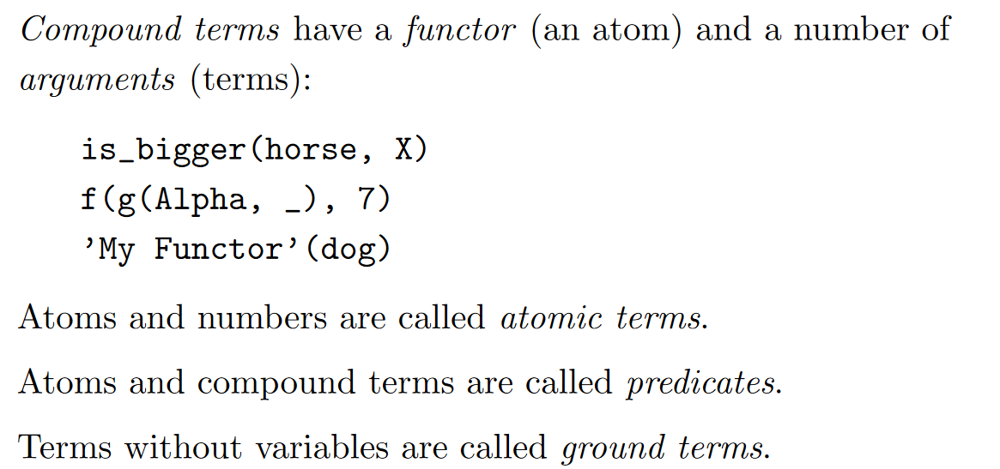 Compound terms have a functor (an atom) and a number of
arguments (terms):
is_bigger(horse, X)
f(g(Alpha, _), 7)
’My Functor’(dog)
Atoms and numbers are called atomic terms.
Atoms and compound terms are called predicates.
Terms without variables are called ground terms.